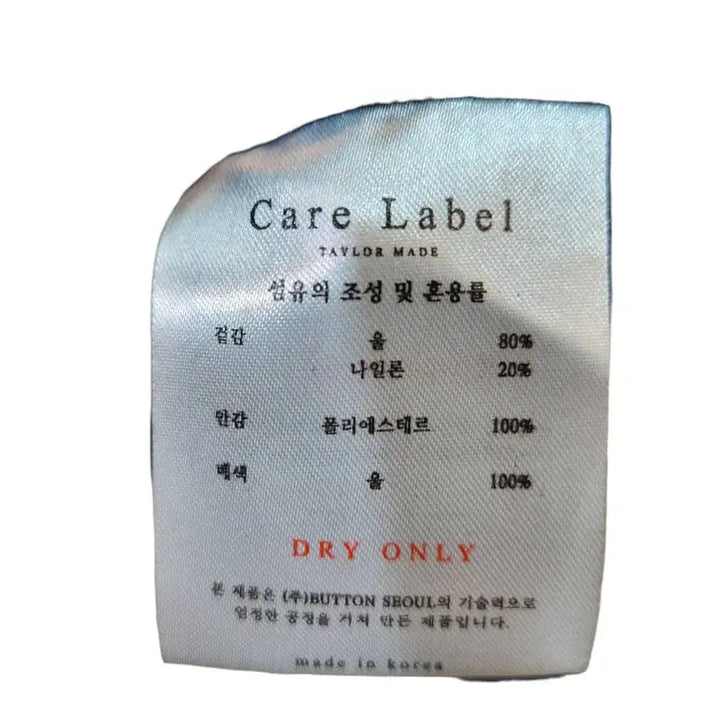 Care Label
TAYLOR MADE
섬유의 조성 및 혼용률
겉감 울 80%
나일론 20%
안감 폴리에스테르 100%
배색 울 100%
DRY ONLY
본 제품은 (주)BUTTON SEOUL의 기술력으로
엄정한 공정을 거쳐 만든 제품입니다.
made in korea